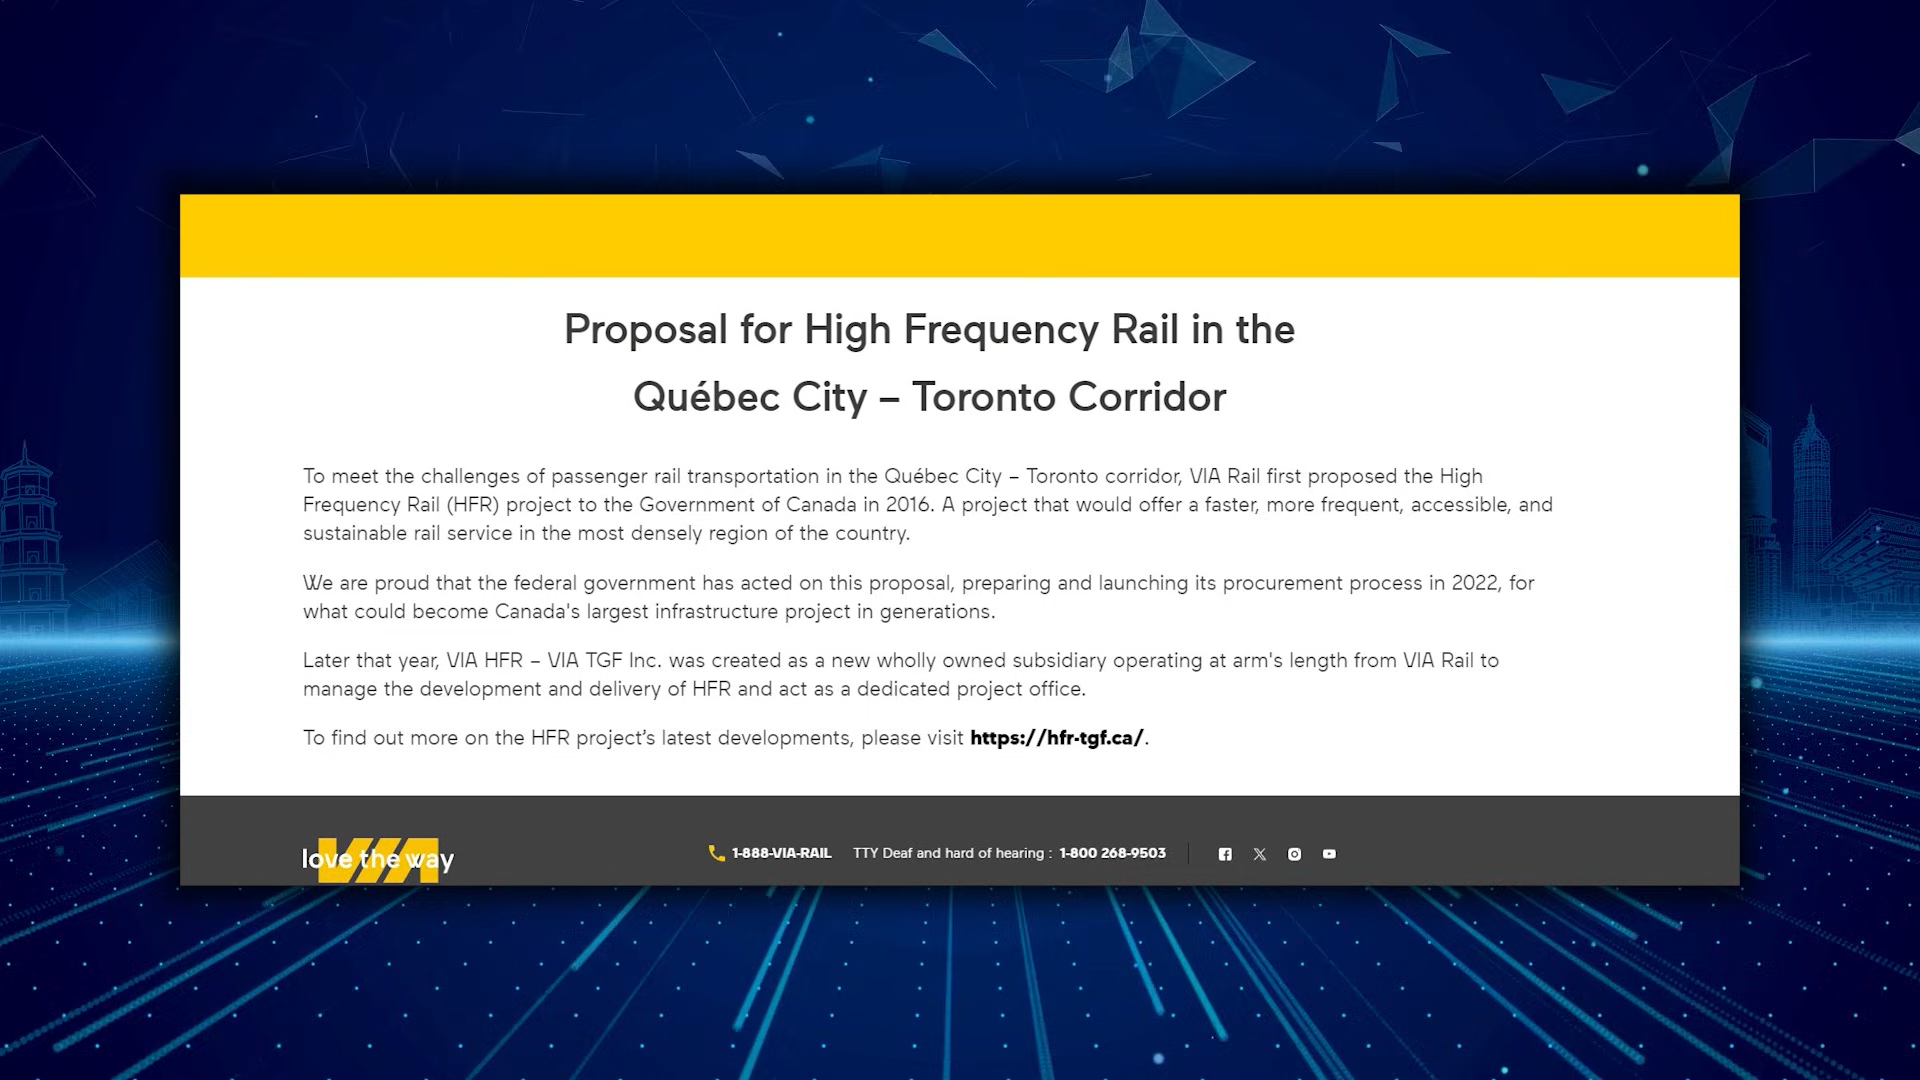 Proposal for High Frequency Rail in the
Québec City – Toronto Corridor
To meet the challenges of passenger rail transportation in the Québec City – Toronto corridor, VIA Rail first proposed the High
Frequency Rail (HFR) project to the Government of Canada in 2016. A project that would offer a faster, more frequent, accessible, and
sustainable rail service in the most densely region of the country.
We are proud that the federal government has acted on this proposal, preparing and launching its procurement process in 2022, for
what could become Canada's largest infrastructure project in generations.
Later that year, VIA HFR – VIA TGF Inc. was created as a new wholly owned subsidiary operating at arm's length from VIA Rail to
manage the development and delivery of HFR and act as a dedicated project office.
To find out more on the HFR project’s latest developments, please visit https://hfr-tgf.ca/.
VIA
love the way
1-888-VIA-RAIL TTY Deaf and hard of hearing : 1-800 268-9503